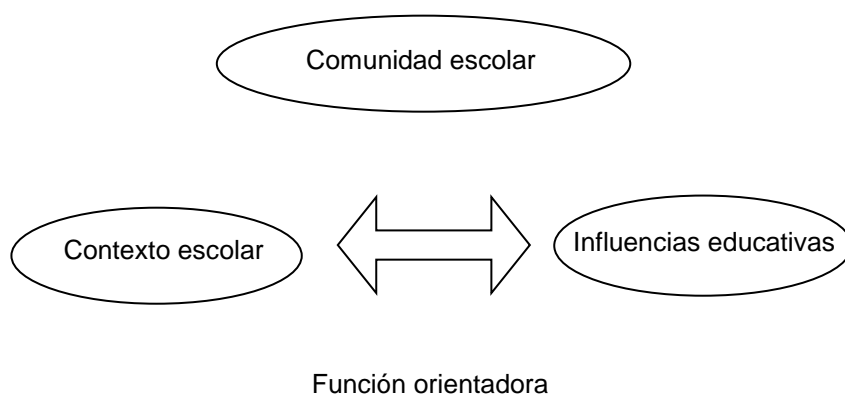 Comunidad escolar
Contexto escolar
Influencias educativas
Función orientadora